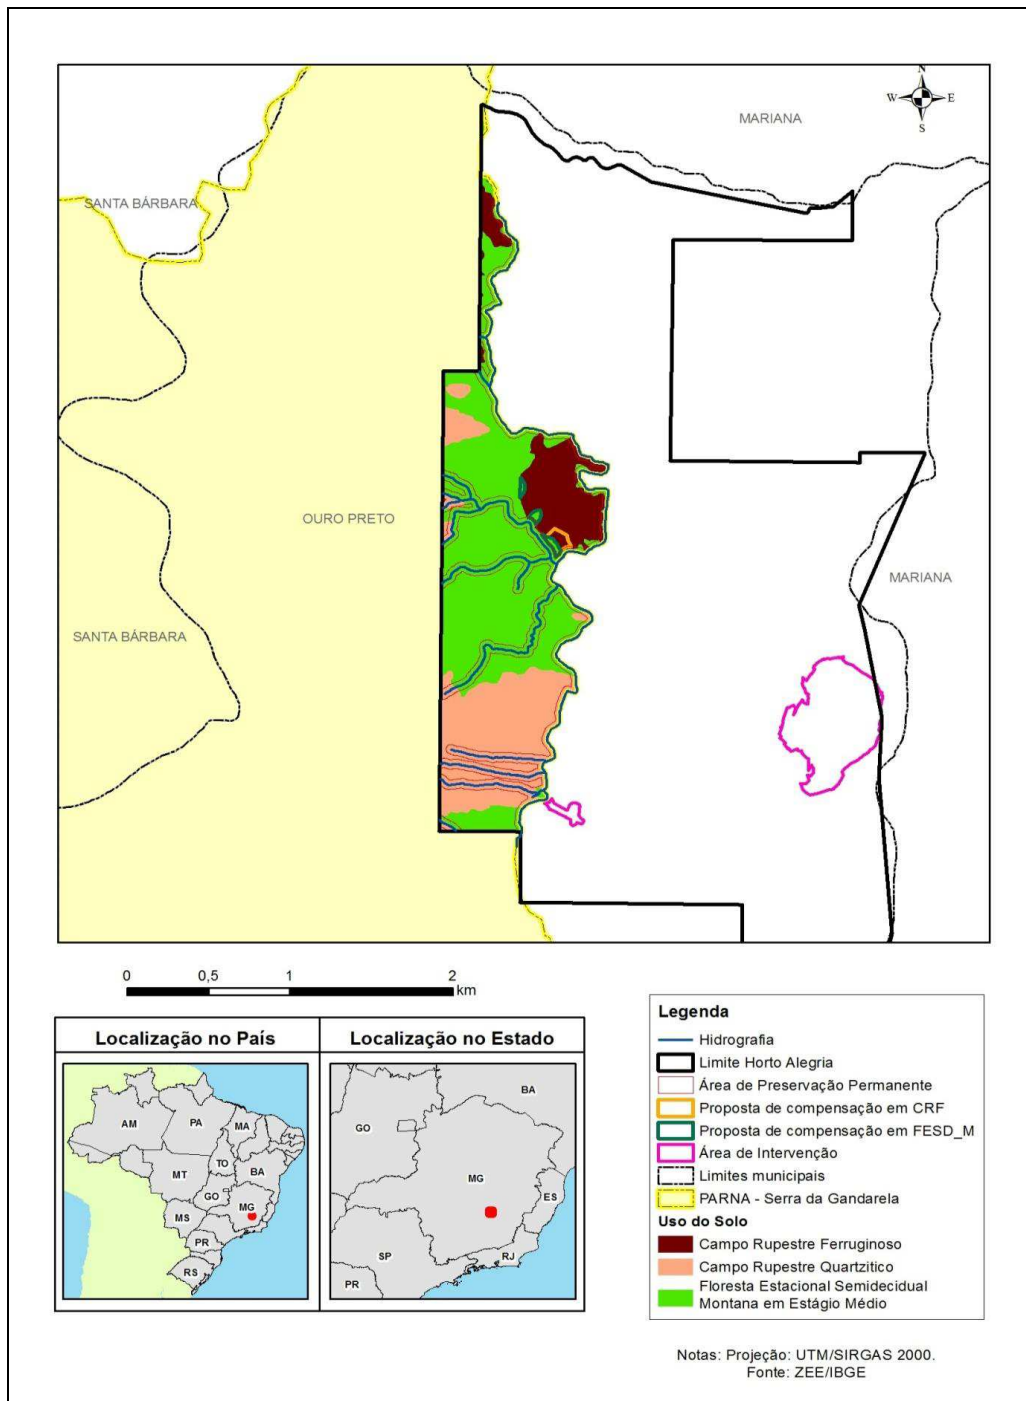 N
W E
S
MARIANA
SANTA BÁRBARA
OURO PRETO
MARIANA
SANTA BÁRBARA
0 0,5 1 2
km
Localização no País
AM
PA
MA
TO
MT
BA
GO
MG
MS
PR
RS
Localização no Estado
BA
GO
MG
ES
SP
RJ
PR
Legenda
Hidrografia
Limite Horto Alegria
Área de Preservação Permanente
Proposta de compensação em CRF
Proposta de compensação em FESD_M
Área de Intervenção
Limites municipais
PARNA - Serra da Gandarela
Uso do Solo
Campo Rupestre Ferruginoso
Campo Rupestre Quartzitico
Floresta Estacional Semidecidual
Montana em Estágio Médio
Notas: Projeção: UTM/SIRGAS 2000.
Fonte: ZEE/IBGE